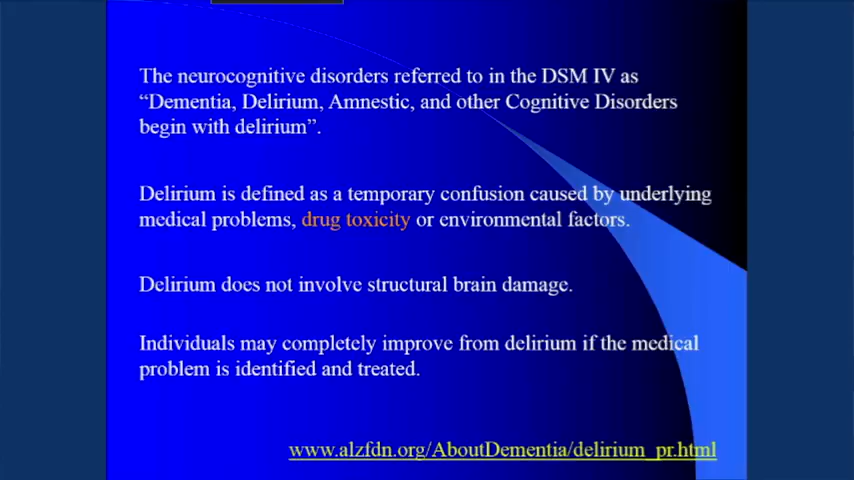 The neurocognitive disorders referred to in the DSM IV as
“Dementia, Delirium, Amnestic, and other Cognitive Disorders
begin with delirium”.
Delirium is defined as a temporary confusion caused by underlying
medical problems, drug toxicity or environmental factors.
Delirium does not involve structural brain damage.
Individuals may completely improve from delirium if the medical
problem is identified and treated.
www.alzfdn.org/AboutDementia/delirium_pr.html